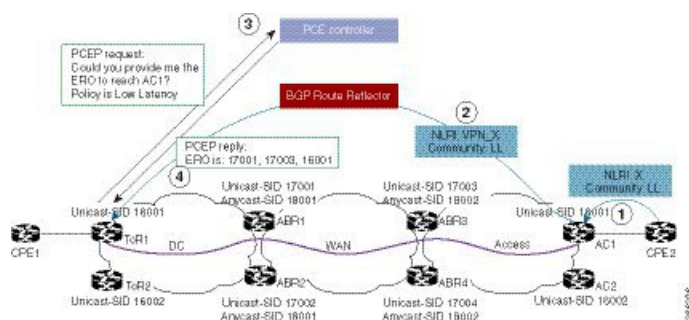 3
PCE controller
PCEP request:
Could you provide me the
ERO to reach AC1?
Policy is Low Latency
BGP Route Reflector
2
NLRI: VPN_X
Community: LL
PCEP reply:
ERO is: 17001, 17003, 16001
4
NLRI: X
Community: LL
1
Unicast-SID 17001
Anycast-SID 18001
Unicast-SID 17003
Anycast-SID 18002
Unicast-SID 16001
Unicast-SID 16001
ABR1
ABR3
CPE1
ToR1
DC
WAN
Access
AC1
CPE2
ToR2
ABR2
ABR4
AC2
Unicast-SID 16002
Unicast-SID 17002
Anycast-SID 18001
Unicast-SID 17004
Anycast-SID 18002
Unicast-SID 16002